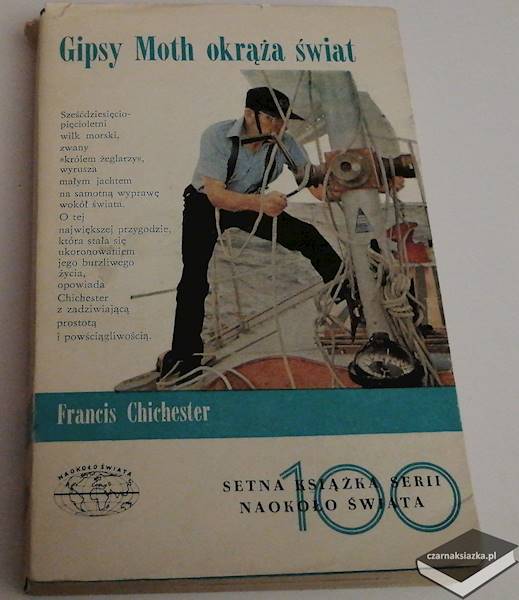 Gipsy Moth okrąża świat
Sześćdziesięcio-
pięcioletni
wilk morski,
zwany
»królem żeglarzy«,
wyrusza
małym jachtem
na samotną wyprawę
wokół świata.
O tej
największej przygodzie,
która stała się
ukoronowaniem
jego burzliwego
życia,
opowiada
Chichester
z zadziwiającą
prostotą
i powściągliwością.
Francis Chichester
NAOKOŁO ŚWIATA
100
SETNA KSIĄŻKA SERII
NAOKOŁO ŚWIATA
czarnaksiazka.pl